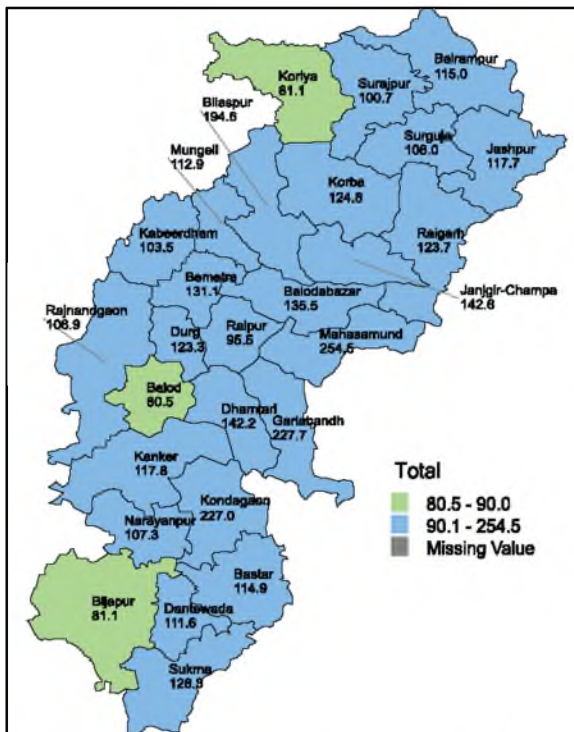 Balrampur
115.0
Koriya
81.1
Surajpur
100.7
Bilaspur
194.6
Surguja
106.0
Jashpur
117.7
Mungeli
112.9
Korba
124.8
Kabeerdham
103.5
Raigarh
123.7
Bemetra
131.1
Balodabazar
135.5
Janjgir-Champa
142.6
Rajnandgaon
106.9
Durg
123.3
Raipur
95.5
Mahasamund
254.5
Balod
80.5
Dhamtari
142.2
Gariabandh
227.7
Kanker
117.8
Kondagaon
227.0
Narayanpur
107.3
Bastar
114.9
Bijapur
81.1
Dantewada
111.6
Sukma
128.3
Total
80.5 - 90.0
90.1 - 254.5
Missing Value